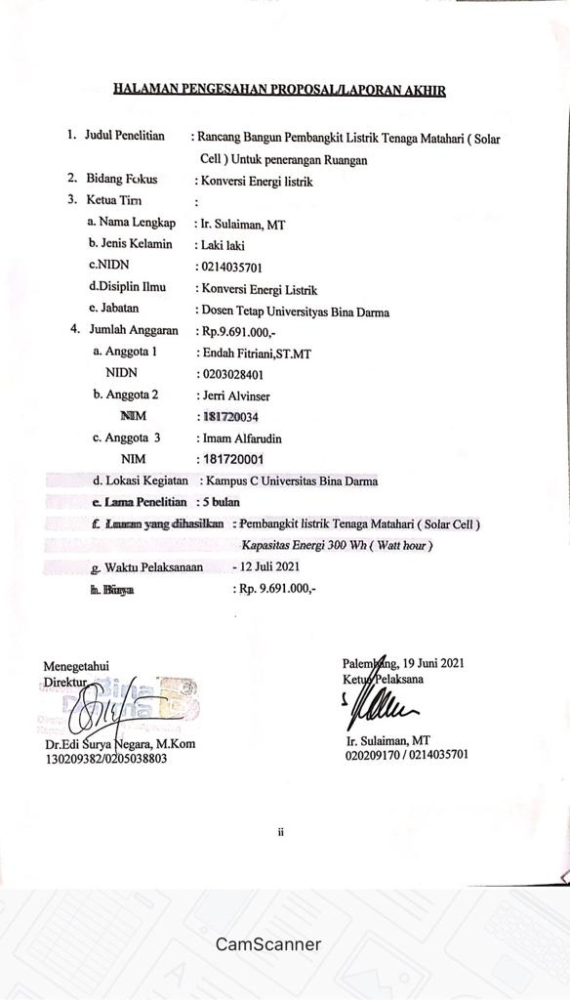 HALAMAN PENGESAHAN PROPOSAL/LAPORAN AKHIR
1. Judul Penelitian : Rancang Bangun Pembangkit Listrik Tenaga Matahari ( Solar
Cell ) Untuk penerangan Ruangan
2. Bidang Fokus : Konversi Energi listrik
3. Ketua Tim :
a. Nama Lengkap : Ir. Sulaiman, MT
b. Jenis Kelamin : Laki laki
c.NIDN : 0214035701
d.Disiplin Ilmu : Konversi Energi Listrik
e. Jabatan : Dosen Tetap Universityas Bina Darma
4. Jumlah Anggaran : Rp.9.691.000,-
a. Anggota 1 : Endah Fitriani,ST.MT
NIDN : 0203028401
b. Anggota 2 : Jerri Alvinser
NIM : 181720034
c. Anggota 3 : Imam Alfarudin
NIM : 181720001
d. Lokasi Kegiatan : Kampus C Universitas Bina Darma
e. Lama Penelitian : 5 bulan
f. Luaran yang dihasilkan : Pembangkit listrik Tenaga Matahari ( Solar Cell )
Kapasitas Energi 300 Wh ( Watt hour )
g. Waktu Pelaksanaan - 12 Juli 2021
h. Biaya : Rp. 9.691.000,-
Menegetahui
Direktur
Bina
Darma
Dr.Edi Surya Negara, M.Kom
130209382/0205038803
Palembang, 19 Juni 2021
Ketua Pelaksana
Ir. Sulaiman, MT
020209170 / 0214035701
ii
CamScanner